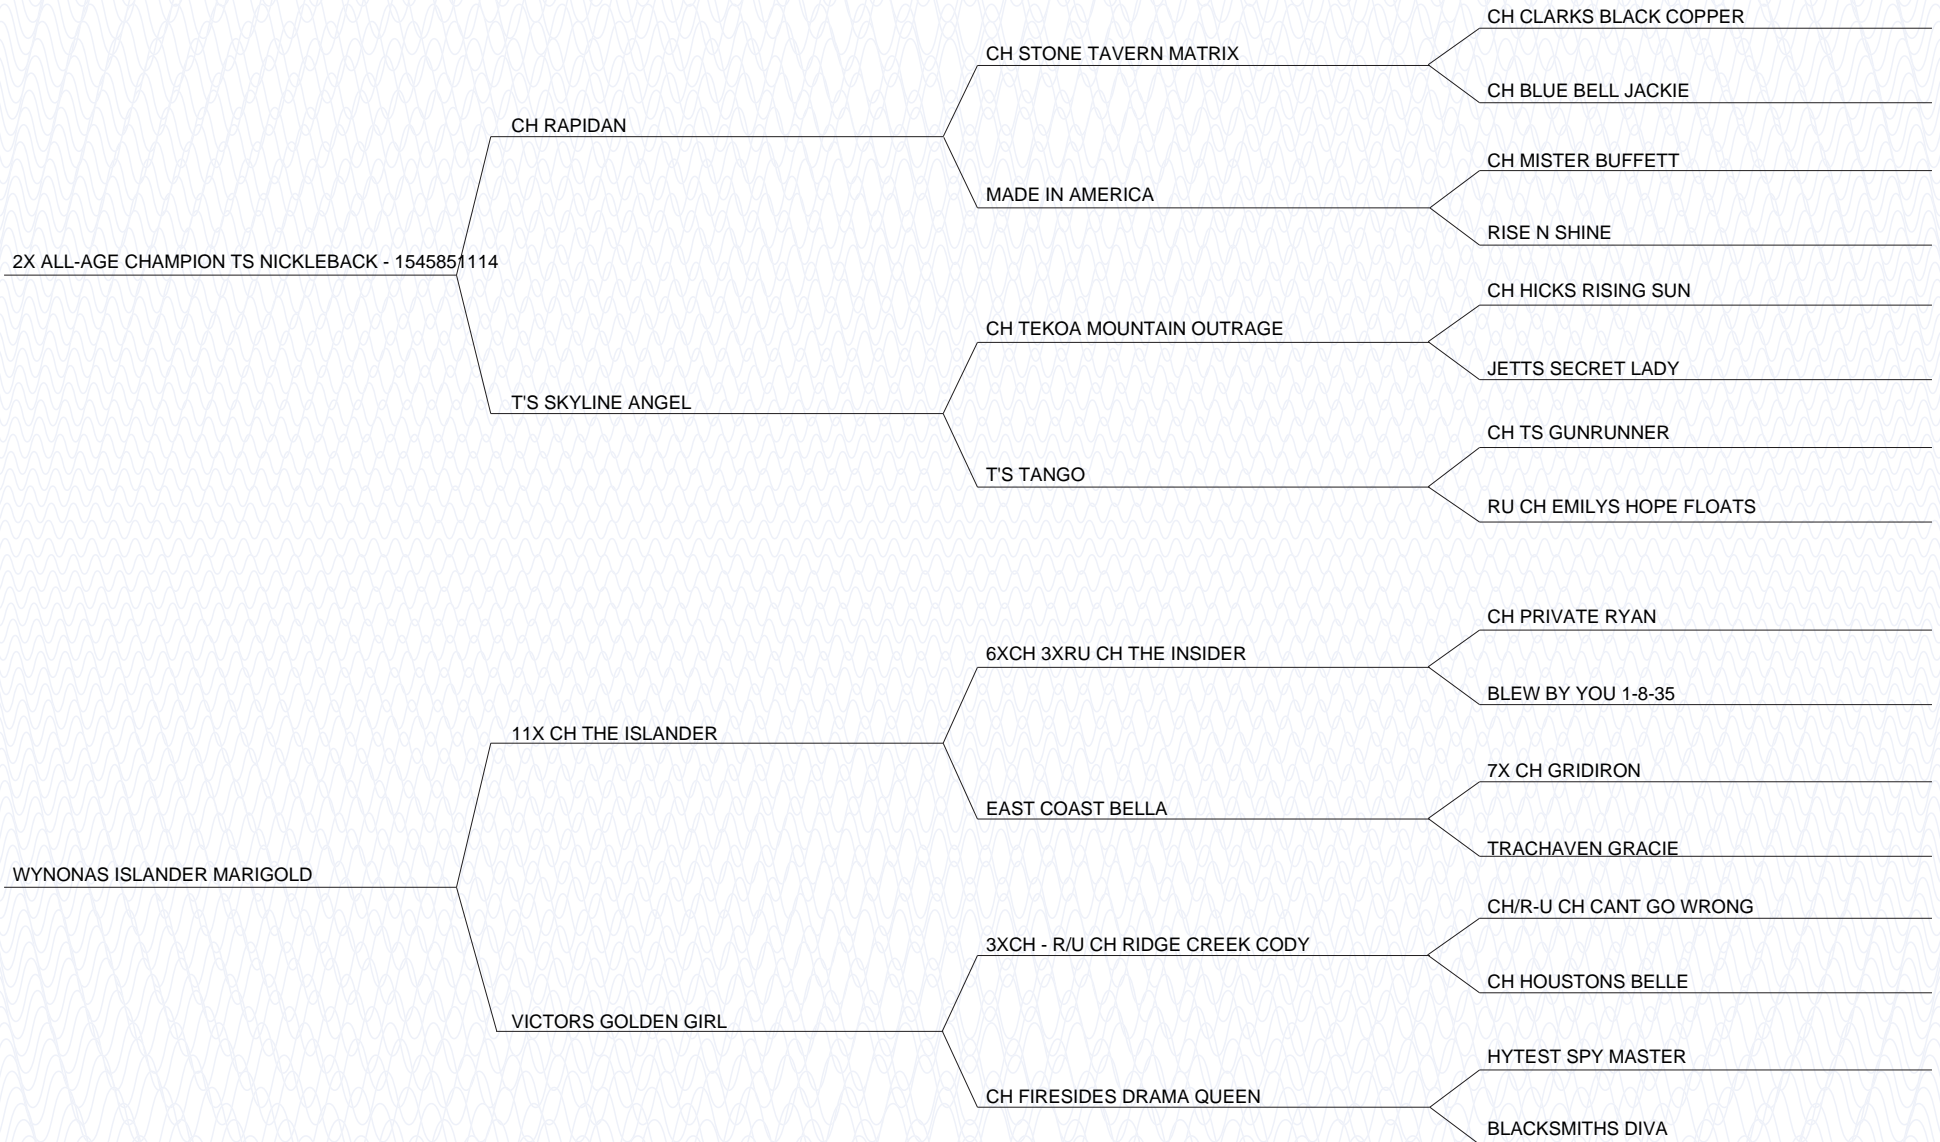 CH CLARKS BLACK COPPER
CH STONE TAVERN MATRIX
CH BLUE BELL JACKIE
CH RAPIDAN
CH MISTER BUFFETT
MADE IN AMERICA
RISE N SHINE
2X ALL-AGE CHAMPION TS NICKLEBACK - 1545851114
CH HICKS RISING SUN
CH TEKOA MOUNTAIN OUTRAGE
JETTS SECRET LADY
T'S SKYLINE ANGEL
CH TS GUNRUNNER
T'S TANGO
RU CH EMILYS HOPE FLOATS
CH PRIVATE RYAN
6XCH 3XRU CH THE INSIDER
BLEW BY YOU 1-8-35
11X CH THE ISLANDER
7X CH GRIDIRON
EAST COAST BELLA
TRACHAVEN GRACIE
WYNONAS ISLANDER MARIGOLD
CH/R-U CH CANT GO WRONG
3XCH - R/U CH RIDGE CREEK CODY
CH HOUSTONS BELLE
VICTORS GOLDEN GIRL
HYTEST SPY MASTER
CH FIRESIDES DRAMA QUEEN
BLACKSMITHS DIVA